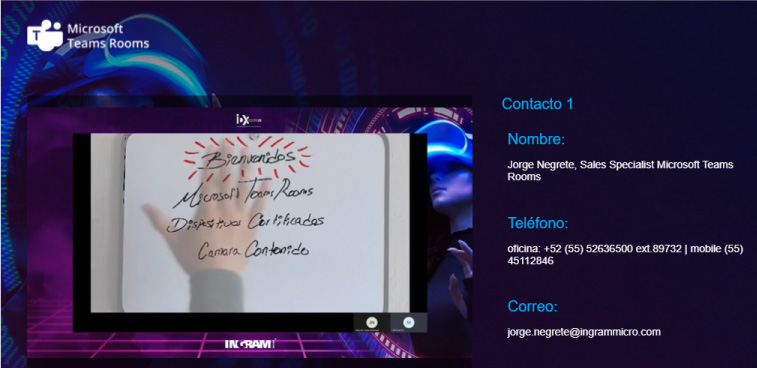 Microsoft
Teams Rooms
Bienvenidos
Microsoft Teams Rooms
Dispositivos Certificados
Camara Contenido
INGRAM
Contacto 1
Nombre:
Jorge Negrete, Sales Specialist Microsoft Teams
Rooms
Teléfono:
oficina: +52 (55) 52636500 ext.89732 | mobile (55)
45112846
Correo:
jorge.negrete@ingrammicro.com